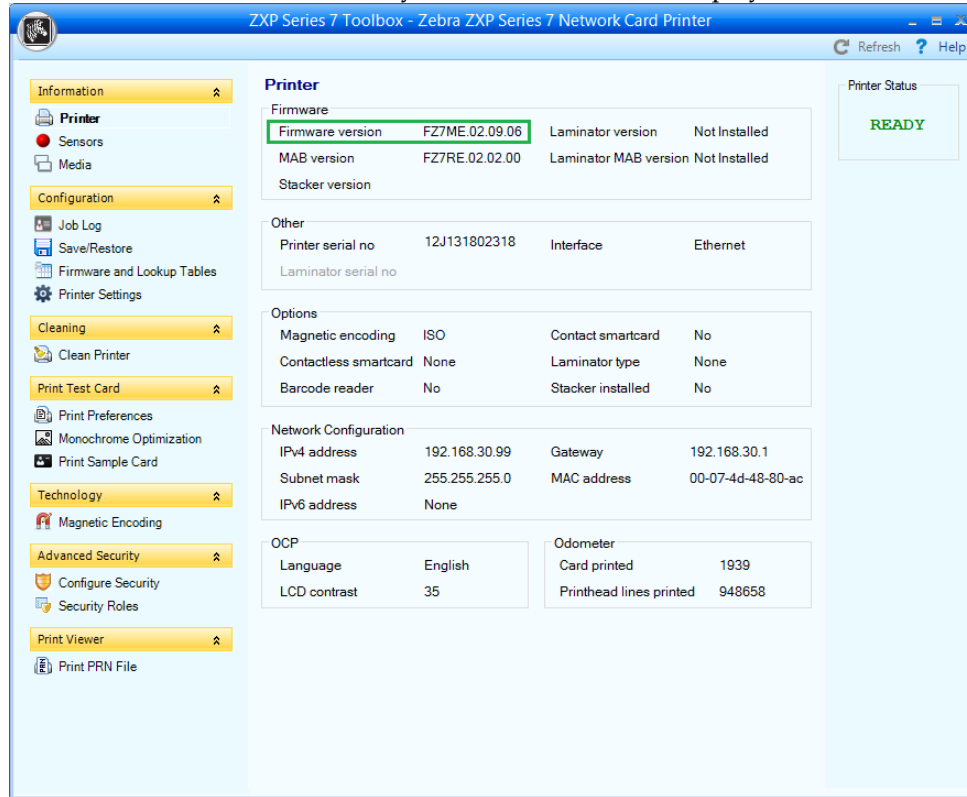 ZXP Series 7 Toolbox - Zebra ZXP Series 7 Network Card Printer
Refresh ? Help
Information
Printer
Sensors
Media
Configuration
Job Log
Save/Restore
Firmware and Lookup Tables
Printer Settings
Cleaning
Clean Printer
Print Test Card
Print Preferences
Monochrome Optimization
Print Sample Card
Technology
Magnetic Encoding
Advanced Security
Configure Security
Security Roles
Print Viewer
Print PRN File
Printer
Firmware
Firmware version FZ7ME.02.09.06 Laminator version Not Installed
MAB version FZ7RE.02.02.00 Laminator MAB version Not Installed
Stacker version
Other
Printer serial no 12J131802318 Interface Ethernet
Laminator serial no
Options
Magnetic encoding ISO Contact smartcard No
Contactless smartcard None Laminator type None
Barcode reader No Stacker installed No
Network Configuration
IPv4 address 192.168.30.99 Gateway 192.168.30.1
Subnet mask 255.255.255.0 MAC address 00-07-4d-48-80-ac
IPv6 address None
OCP
Language English
LCD contrast 35
Odometer
Card printed 1939
Printhead lines printed 948658
Printer Status
READY